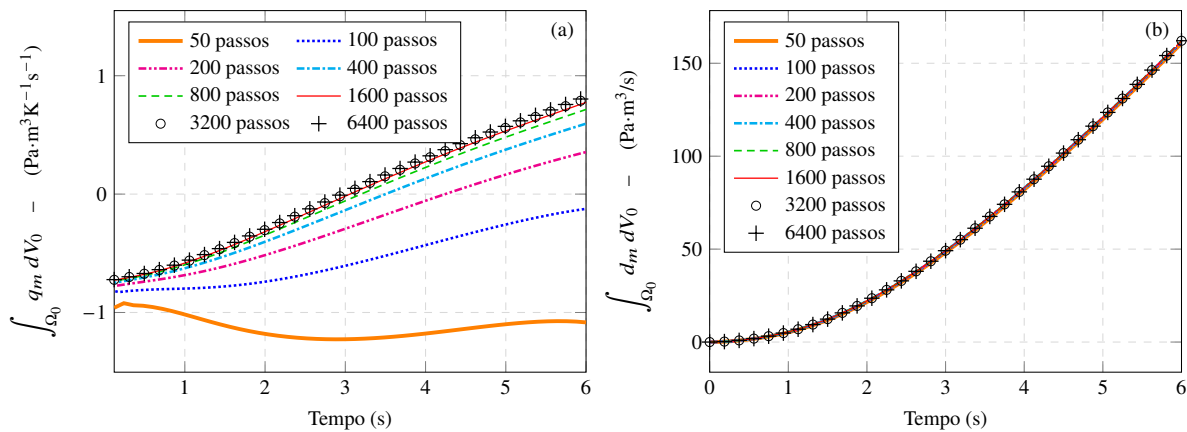 (a)
50 passos 100 passos
200 passos 400 passos
800 passos 1600 passos
3200 passos 6400 passos
1
0
−1
1 2 3 4 5 6
Tempo (s)
∫Ω₀ qₘ dV₀ − (Pa·m³K⁻¹s⁻¹)
(b)
50 passos
100 passos
200 passos
400 passos
800 passos
1600 passos
3200 passos
6400 passos
150
100
50
0
0 1 2 3 4 5 6
Tempo (s)
∫Ω₀ dₘ dV₀ − (Pa·m³/s)